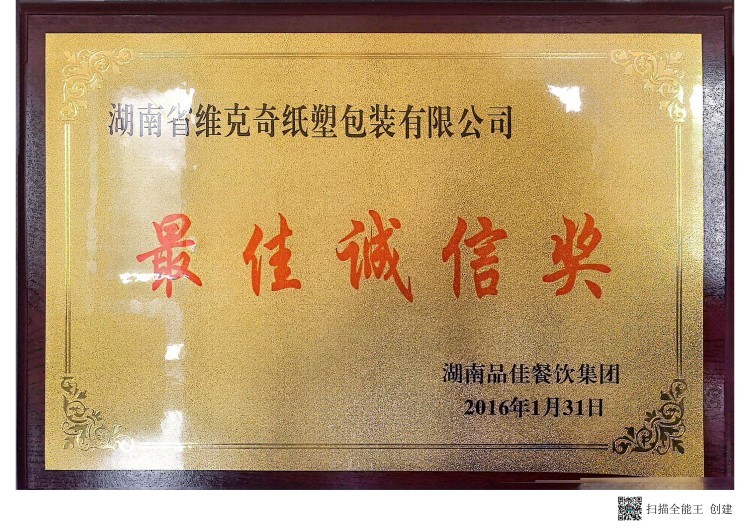 湖南省维克奇纸塑包装有限公司
最佳诚信奖
湖南品佳餐饮集团
2016年1月31日
扫描全能王 创建